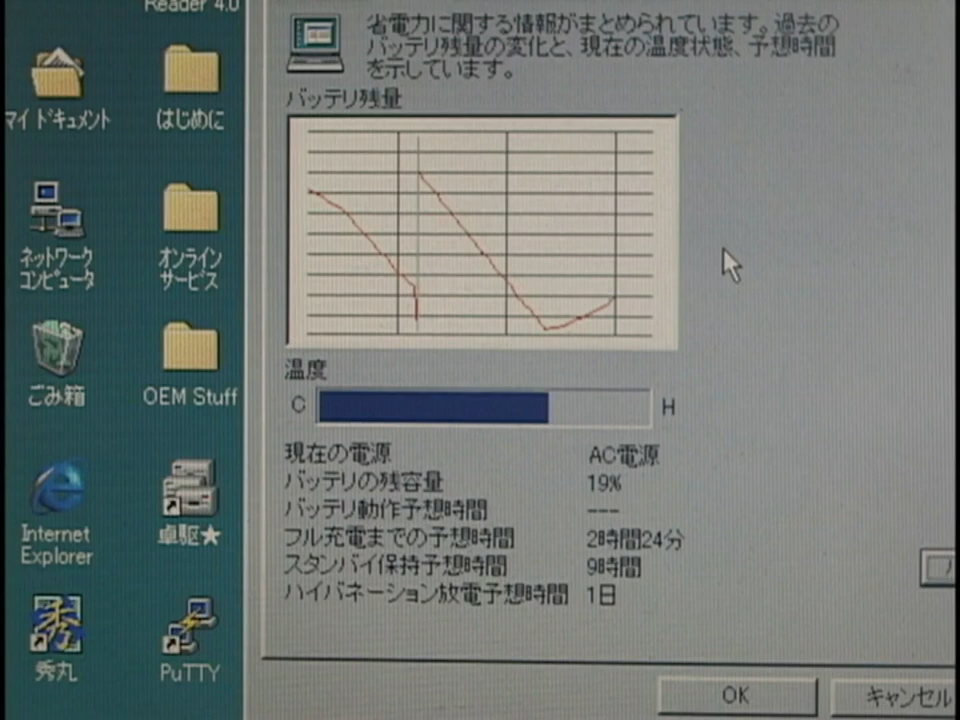 Reader 4.0
マイ ドキュメント
はじめに
ネットワーク
コンピュータ
オンライン
サービス
ごみ箱
OEM Stuff
Internet
Explorer
卓駆★
秀丸
PuTTY
省電力に関する情報がまとめられています。過去の
バッテリ残量の変化と、現在の温度状態、予想時間
を示しています。
バッテリ残量
温度
C
H
現在の電源 AC電源
バッテリの残容量 19%
バッテリ動作予想時間 ---
フル充電までの予想時間 2時間24分
スタンバイ保持予想時間 9時間
ハイバネーション放電予想時間 1日
OK
キャンセル